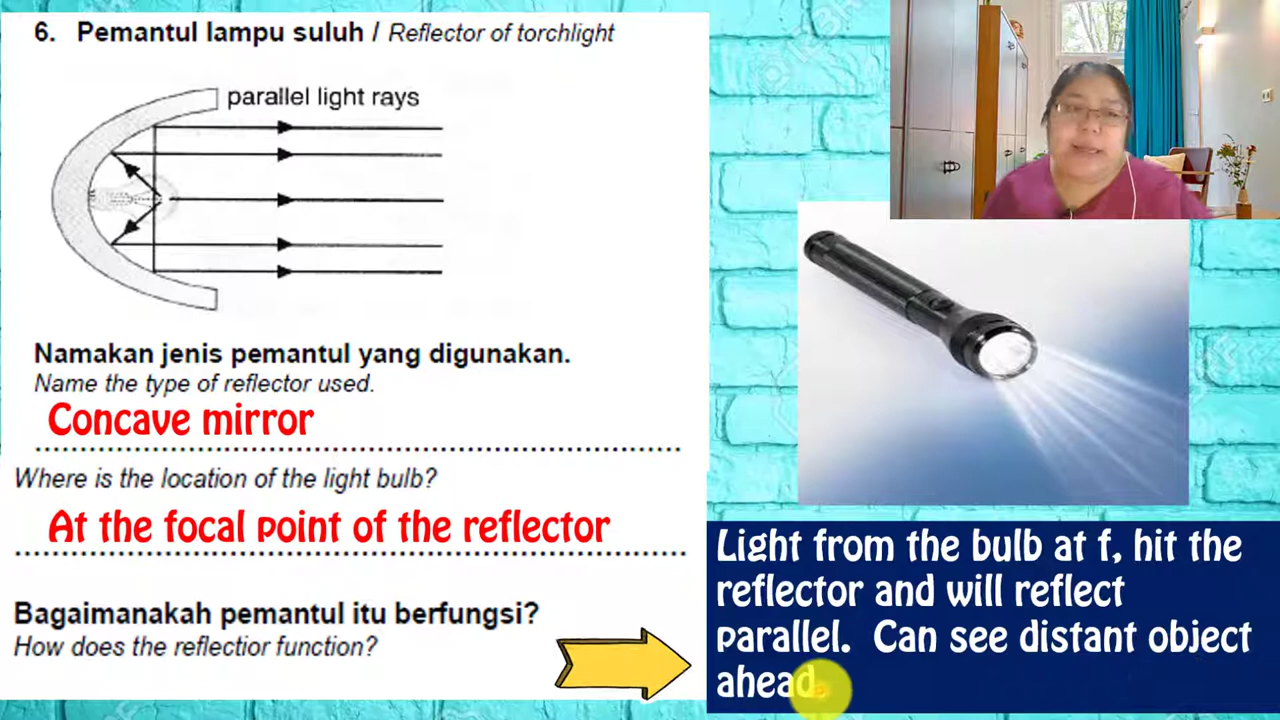 6. Pemantul lampu suluh / Reflector of torchlight
parallel light rays
Namakan jenis pemantul yang digunakan.
Name the type of reflector used.
Concave mirror
Where is the location of the light bulb?
At the focal point of the reflector
Bagaimanakah pemantul itu berfungsi?
How does the reflectior function?
Light from the bulb at f, hit the
reflector and will reflect
parallel. Can see distant object
ahead.